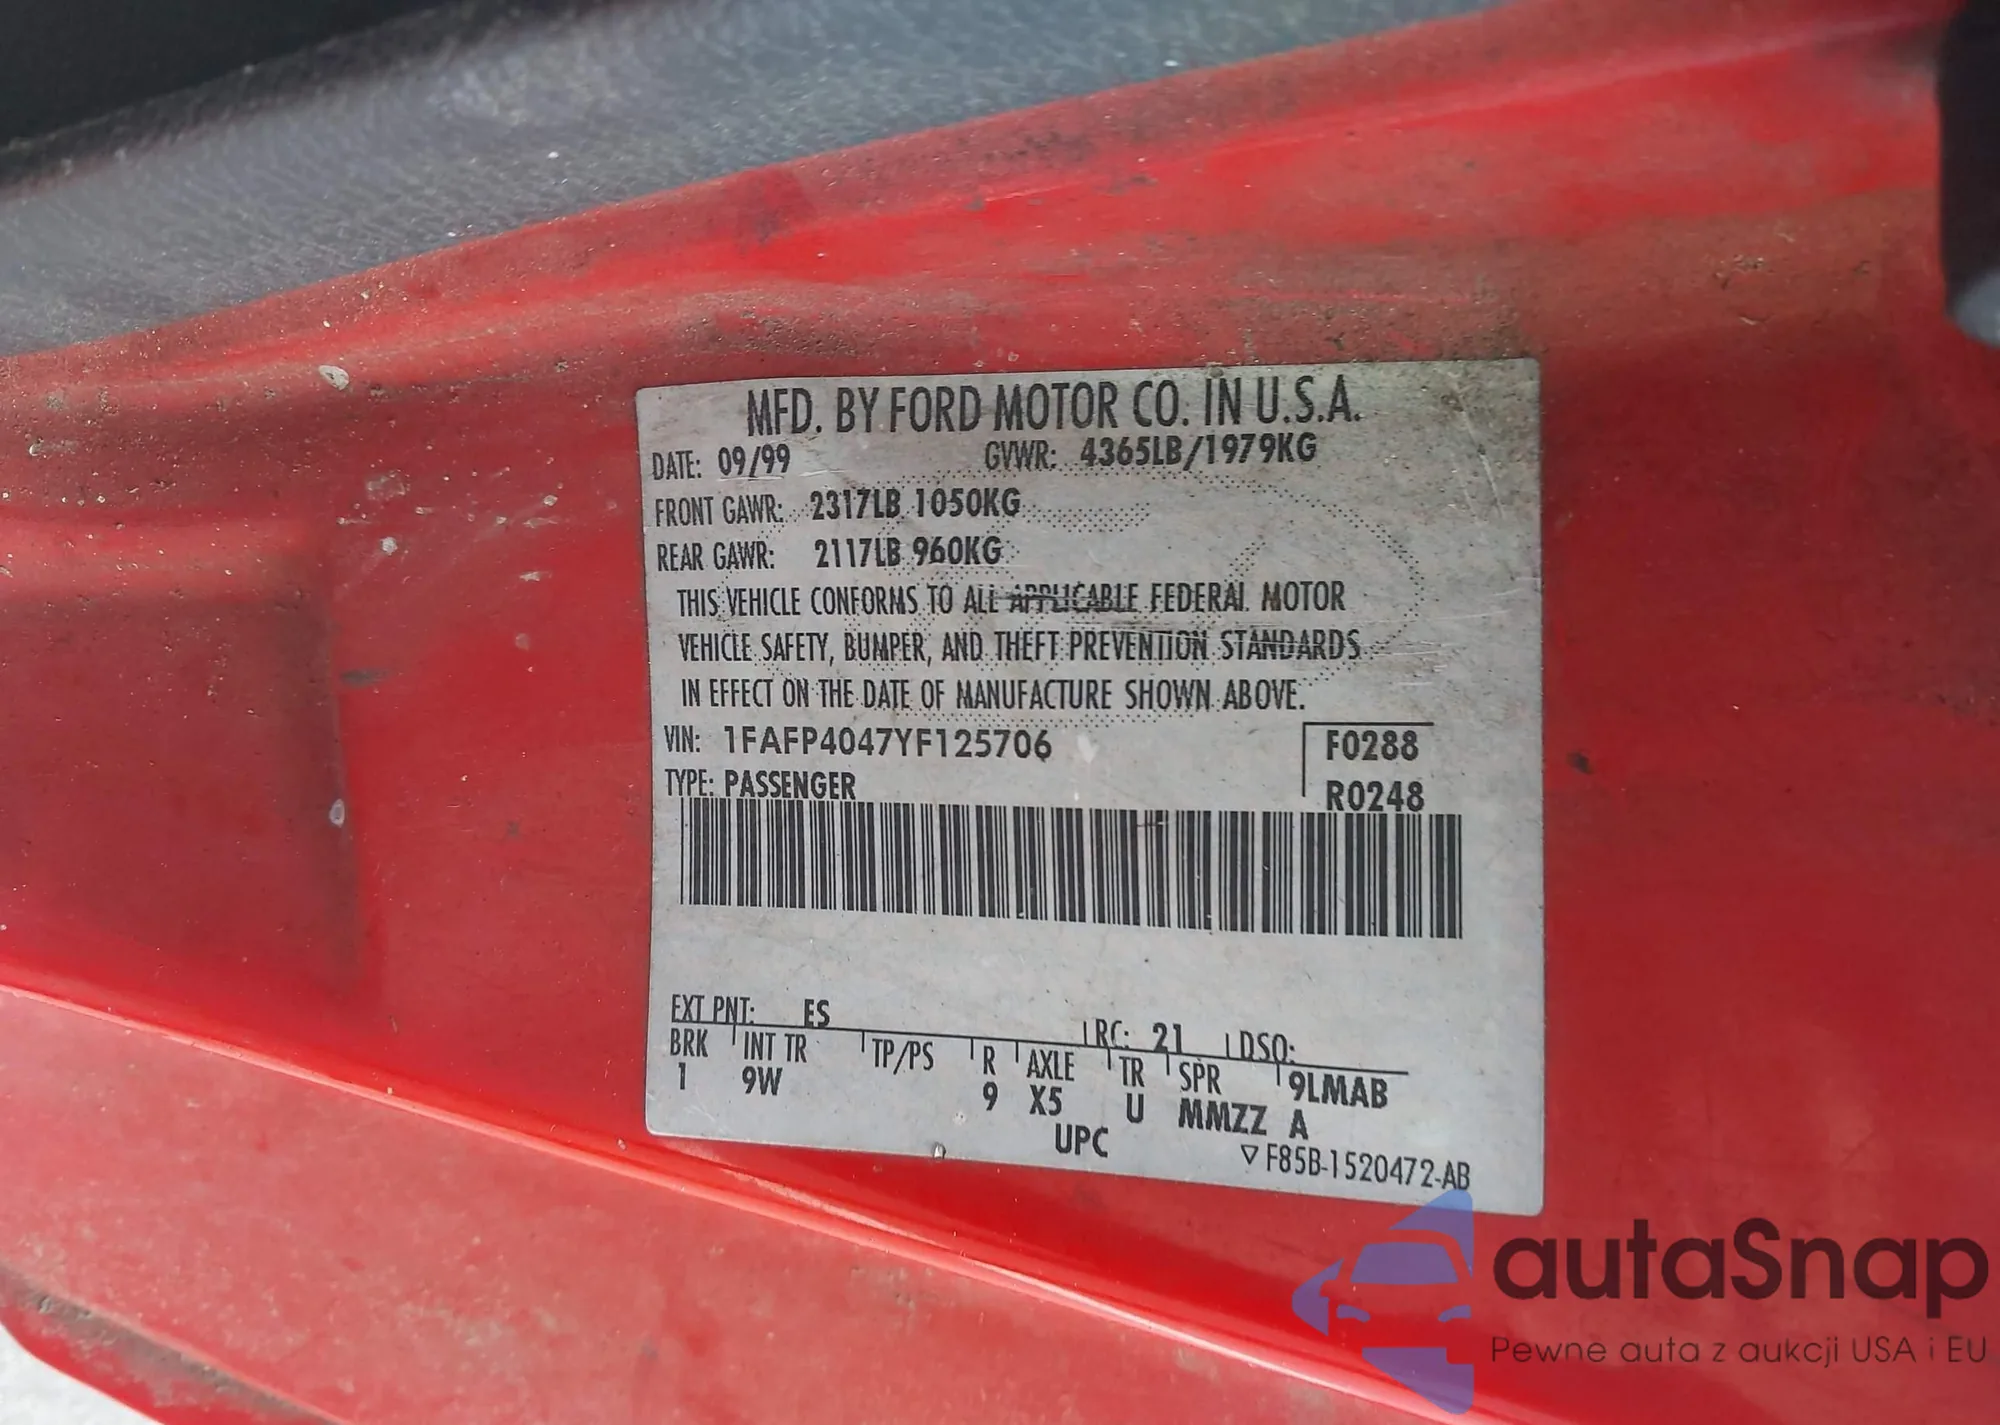 MFD. BY FORD MOTOR CO. IN U.S.A.
DATE: 09/99 GVWR: 4365LB/1979KG
FRONT GAWR: 2317LB 1050KG
REAR GAWR: 2117LB 960KG
THIS VEHICLE CONFORMS TO ALL APPLICABLE FEDERAL MOTOR
VEHICLE SAFETY, BUMPER, AND THEFT PREVENTION STANDARDS
IN EFFECT ON THE DATE OF MANUFACTURE SHOWN ABOVE.
VIN: 1FAFP4047YF125706 F0288
TYPE: PASSENGER R0248
EXT PNT: ES RC: 21 DSO:
BRK INT TR TP/PS R AXLE TR SPR 9LMAB
1 9W 9 X5 U MMZZ A
UPC
▽F85B-1520472-AB
autaSnap
Pewne auta z aukcji USA i EU